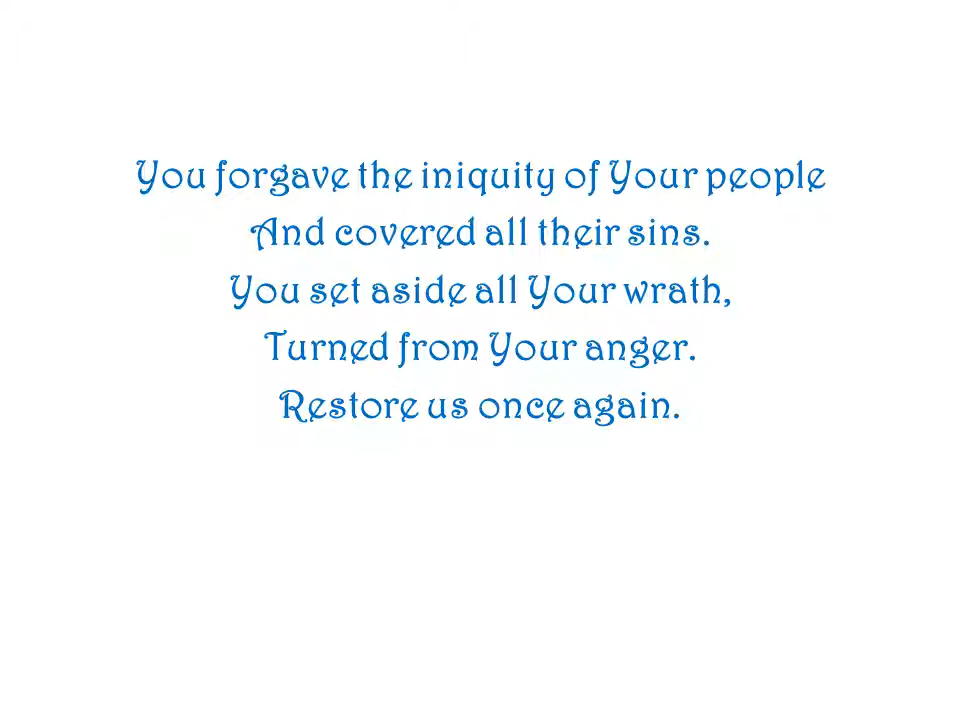 You forgave the iniquity of Your people
And covered all their sins.
You set aside all Your wrath,
Turned from Your anger.
Restore us once again.